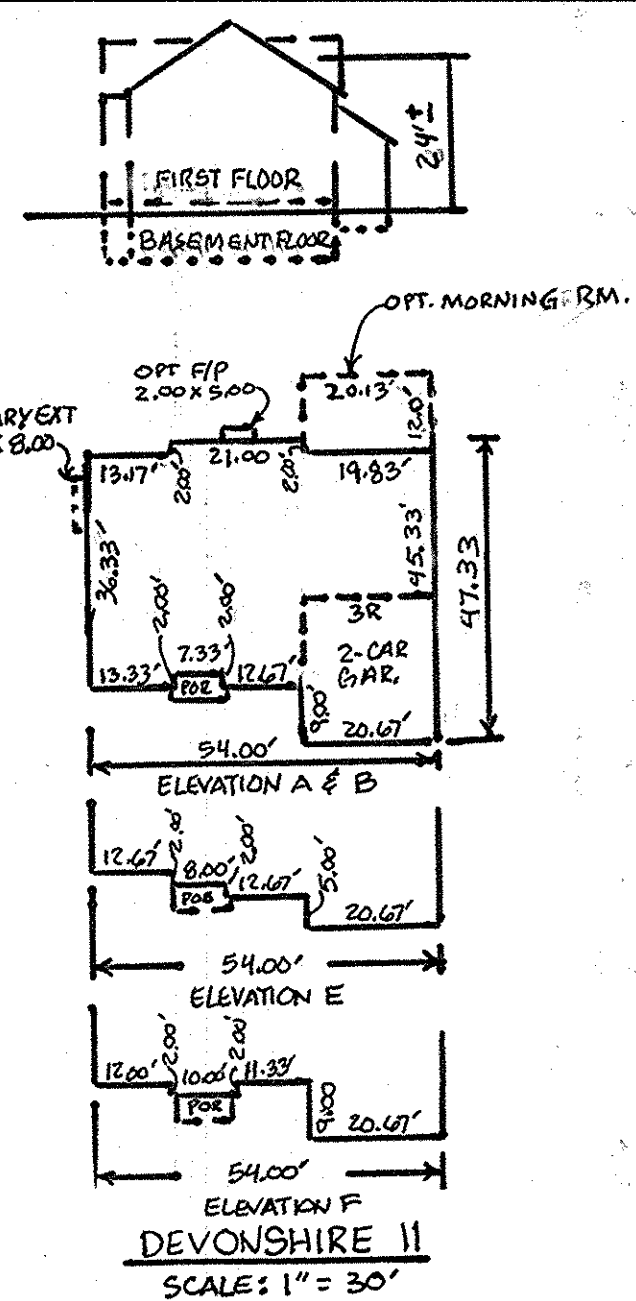 24'±
FIRST FLOOR
BASEMENT FLOOR
OPT. MORNING RM.
OPT F/P
2.00 X 5.00
20.13'
12.0'
ARY EXT
X 8.00
13.17'
2.00'
21.00
2.00'
19.83'
36.33'
45.33'
47.33
2.00'
2.00'
3R
7.33'
2-CAR
GAR.
13.33'
POR
12.67'
9.00'
20.67'
54.00'
ELEVATION A & B
2.00'
2.00'
12.67'
8.00'
12.67'
5.00'
POR
20.67'
54.00'
ELEVATION E
2.00'
2.00'
12.00'
10.00'
11.33'
POR
9.00
20.67'
54.00'
ELEVATION F
DEVONSHIRE II
SCALE: 1" = 30'